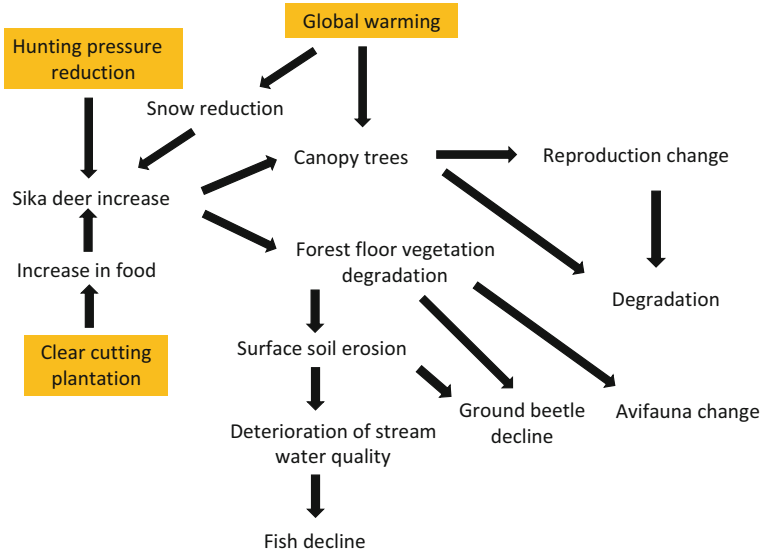 Global warming
Hunting pressure
reduction
Snow reduction
Canopy trees
Reproduction change
Sika deer increase
Forest floor vegetation
degradation
Increase in food
Degradation
Surface soil erosion
Clear cutting
plantation
Ground beetle
decline
Avifauna change
Deterioration of stream
water quality
Fish decline